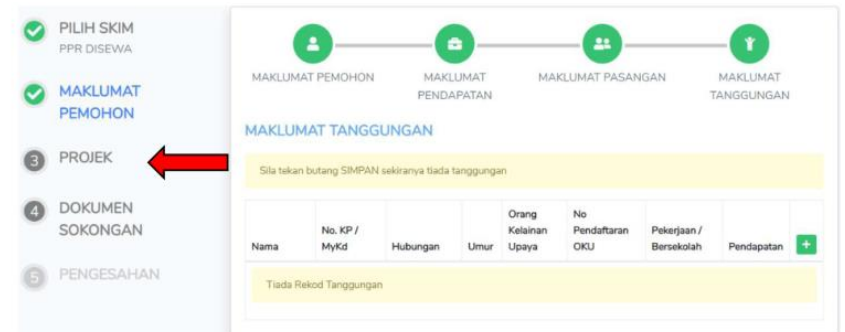 PILIH SKIM
PPR DISEWA
MAKLUMAT
PEMOHON
3 PROJEK
4 DOKUMEN
SOKONGAN
5 PENGESAHAN
MAKLUMAT PEMOHON
MAKLUMAT
PENDAPATAN
MAKLUMAT PASANGAN
MAKLUMAT
TANGGUNGAN
MAKLUMAT TANGGUNGAN
Sila tekan butang SIMPAN sekiranya tiada tanggungan
Nama
No. KP /
MyKd
Hubungan
Umur
Orang
Kelainan
Upaya
No
Pendaftaran
OKU
Pekerjaan /
Bersekolah
Pendapatan
+
Tiada Rekod Tanggungan